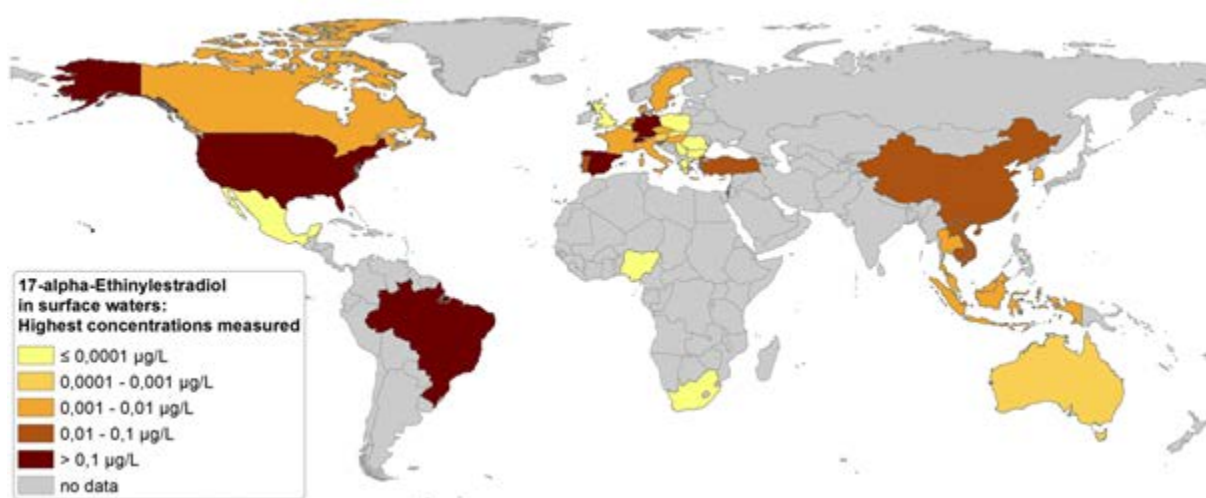 17-alpha-Ethinylestradiol
in surface waters:
Highest concentrations measured
≤ 0,0001 µg/L
0,0001 - 0,001 µg/L
0,001 - 0,01 µg/L
0,01 - 0,1 µg/L
> 0,1 µg/L
no data